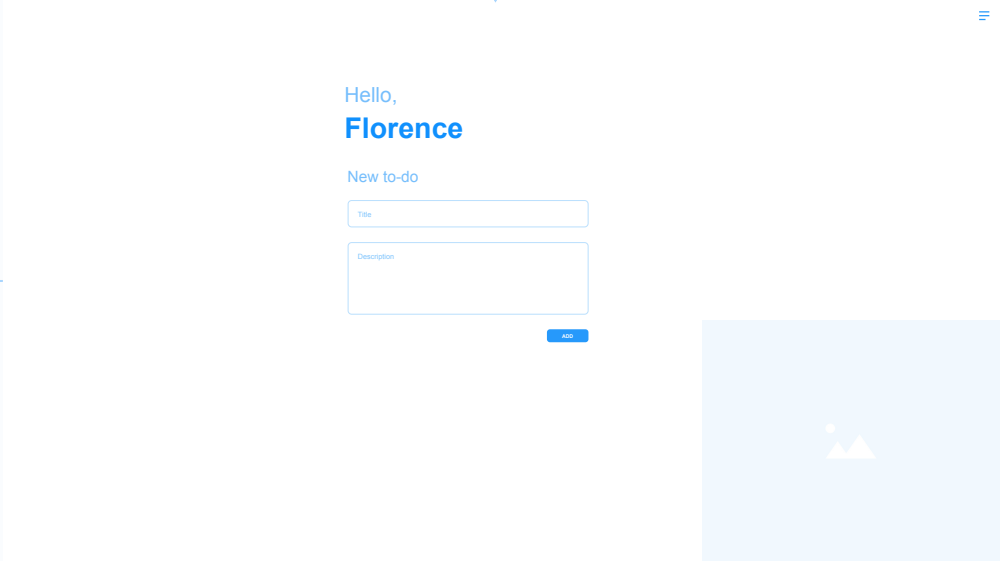 Hello,
Florence
New to-do
Title
Description
ADD